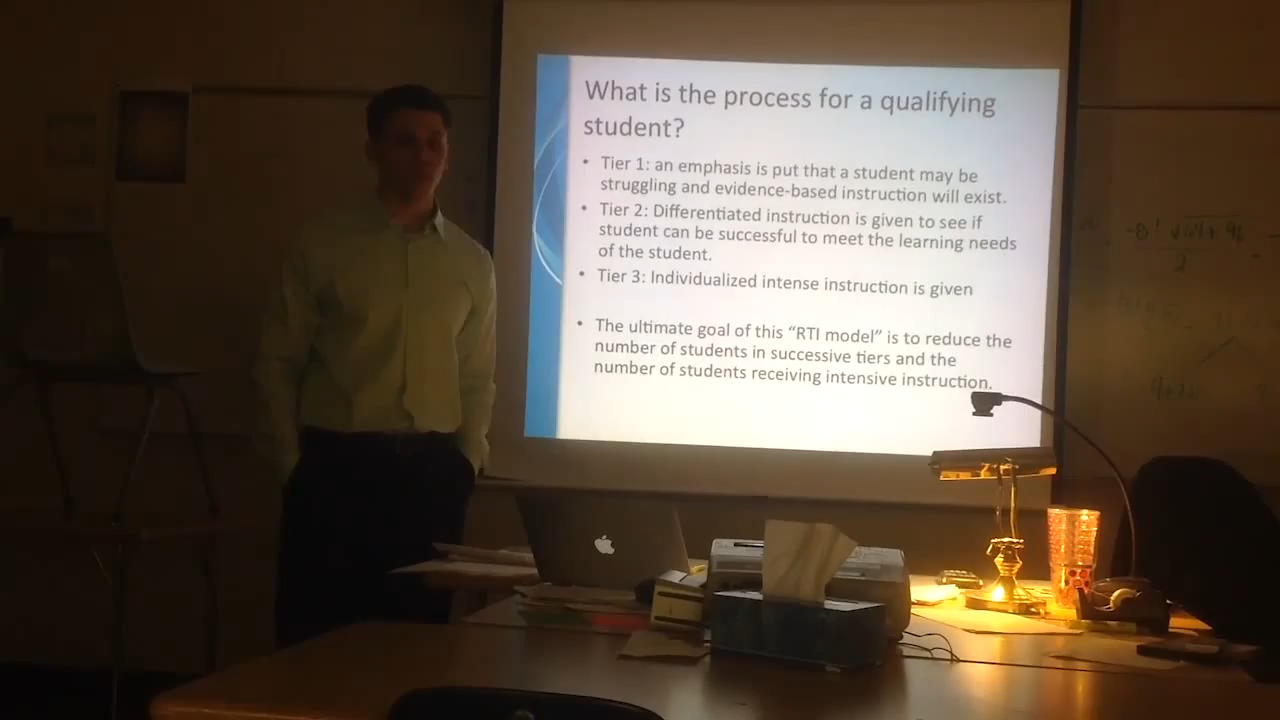 What is the process for a qualifying
student?
• Tier 1: an emphasis is put that a student may be
struggling and evidence-based instruction will exist.
• Tier 2: Differentiated instruction is given to see if
student can be successful to meet the learning needs
of the student.
• Tier 3: Individualized intense instruction is given
• The ultimate goal of this “RTI model” is to reduce the
number of students in successive tiers and the
number of students receiving intensive instruction.